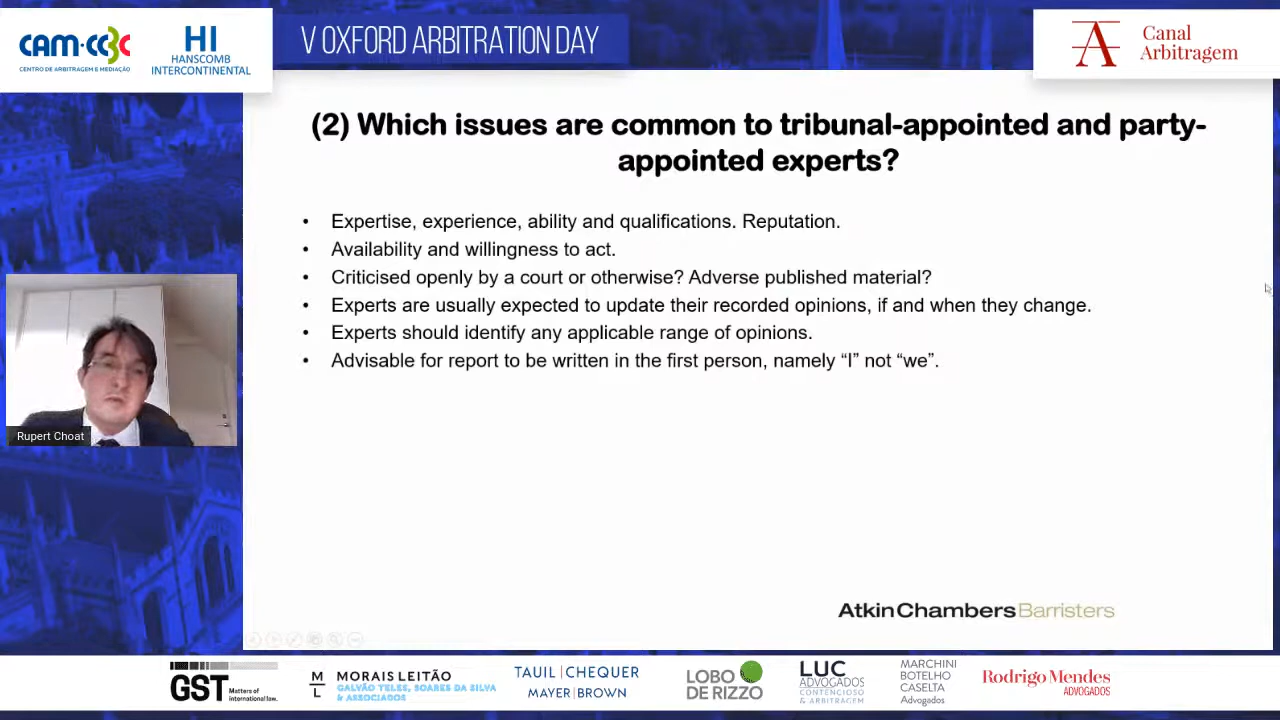 CAM-CCBC
CENTRO DE ARBITRAGEM E MEDIAÇÃO
HI
HANSCOMB
INTERCONTINENTAL
V OXFORD ARBITRATION DAY
A
Canal
Arbitragem
(2) Which issues are common to tribunal-appointed and party-
appointed experts?
• Expertise, experience, ability and qualifications. Reputation.
• Availability and willingness to act.
• Criticised openly by a court or otherwise? Adverse published material?
• Experts are usually expected to update their recorded opinions, if and when they change.
• Experts should identify any applicable range of opinions.
• Advisable for report to be written in the first person, namely “I” not “we”.
Rupert Choat
AtkinChambersBarristers
GST
Matters of
international law.
M
L
MORAIS LEITÃO
GALVÃO TELES, SOARES DA SILVA
& ASSOCIADOS
TAUIL|CHEQUER
MAYER|BROWN
LOBO
DE RIZZO
LUC
ADVOGADOS
CONTENCIOSO
& ARBITRAGEM
MARCHINI
BOTELHO
CASELTA
Advogados
Rodrigo Mendes
ADVOGADOS